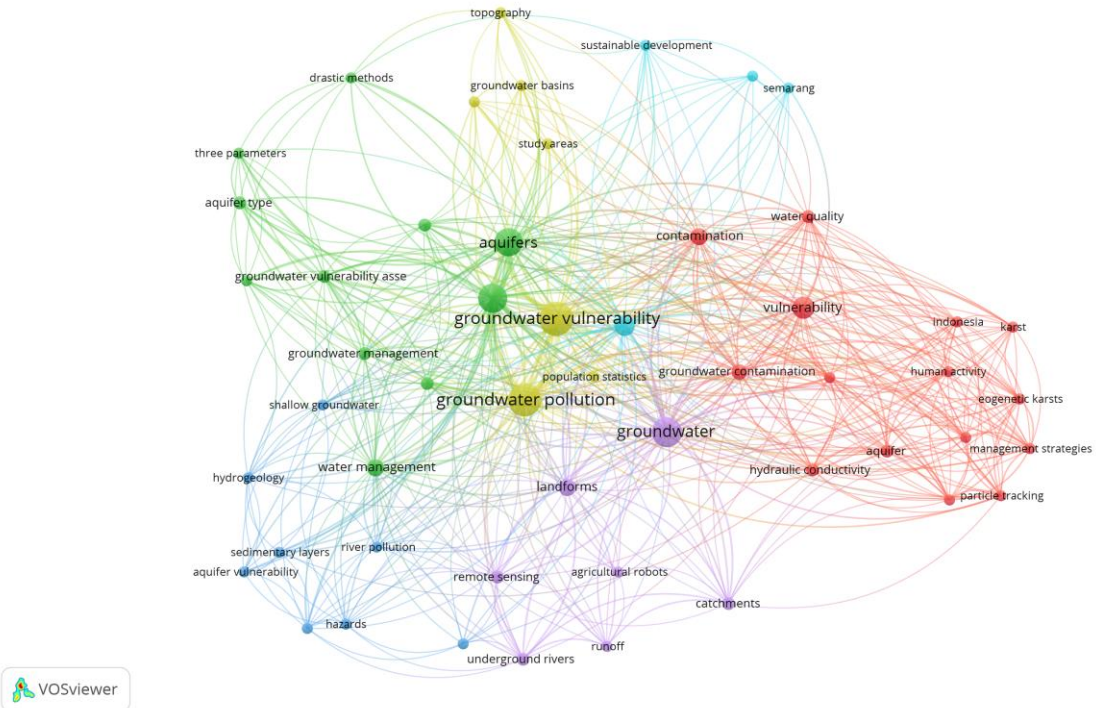 topography
sustainable development
drastic methods
groundwater basins
semarang
study areas
three parameters
aquifer type
water quality
contamination
aquifers
groundwater vulnerability asse
vulnerability
groundwater vulnerability
indonesia
karst
groundwater management
groundwater contamination
human activity
population statistics
eogenetic karsts
groundwater pollution
shallow groundwater
groundwater
management strategies
aquifer
water management
hydraulic conductivity
hydrogeology
landforms
particle tracking
river pollution
sedimentary layers
aquifer vulnerability
remote sensing
agricultural robots
catchments
hazards
runoff
underground rivers
VOSviewer